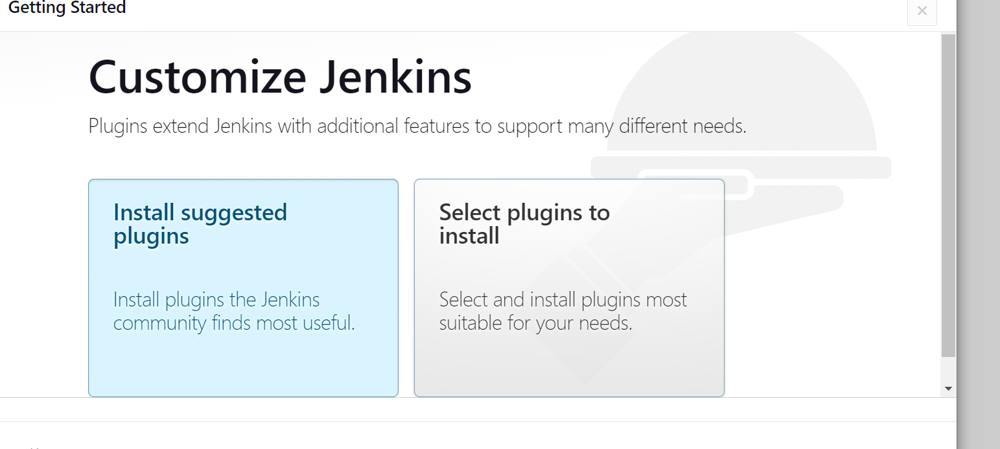 Getting Started
×
Customize Jenkins
Plugins extend Jenkins with additional features to support many different needs.
Install suggested
plugins
Install plugins the Jenkins
community finds most useful.
Select plugins to
install
Select and install plugins most
suitable for your needs.